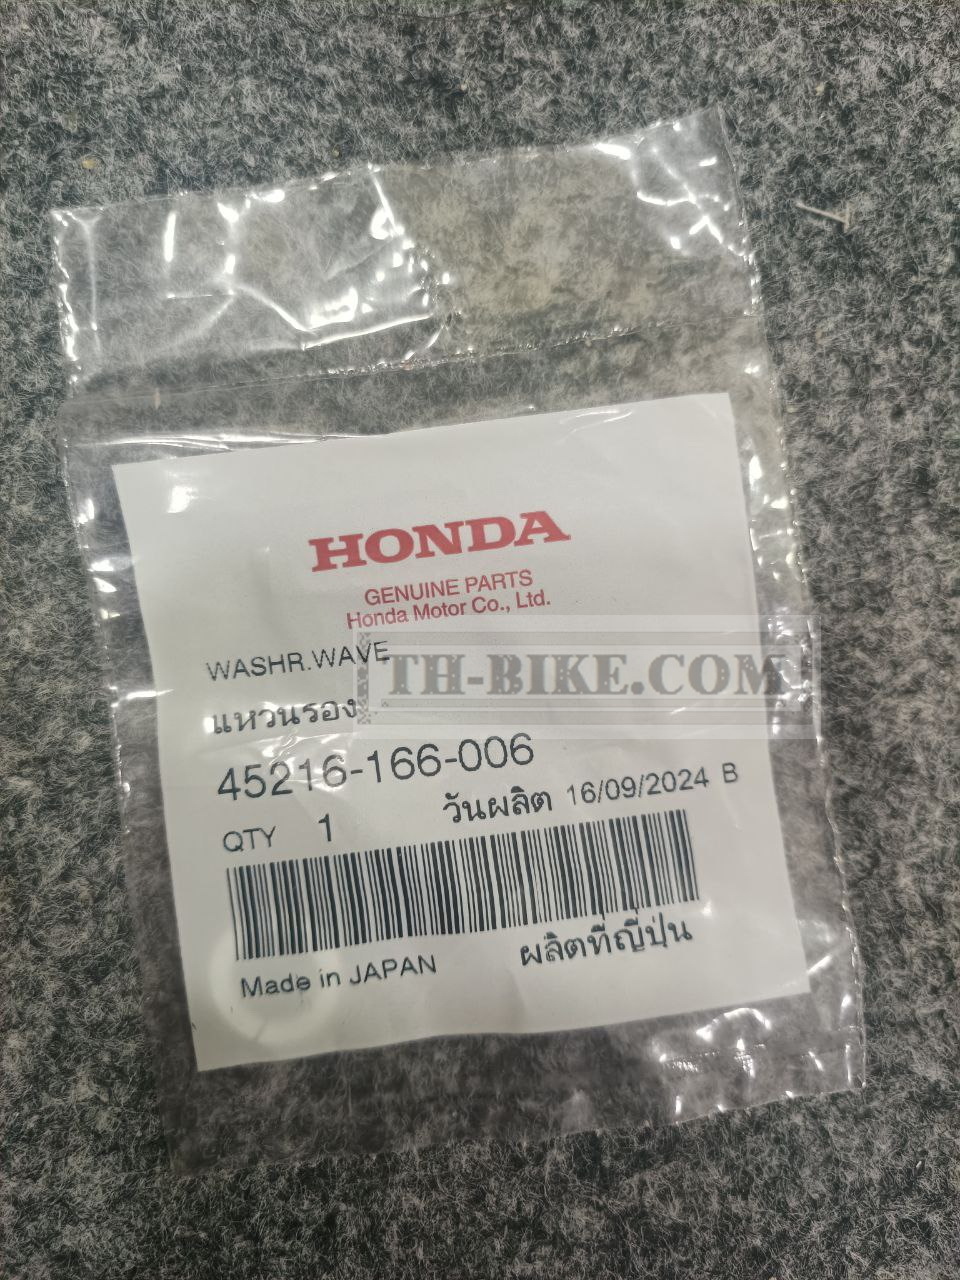 HONDA
GENUINE PARTS
Honda Motor Co., Ltd.
WASHR.WAVE
TH-BIKE.COM
แหวนรอง
45216-166-006
QTY 1 วันผลิต 16/09/2024 B
Made in JAPAN ผลิตที่ญี่ปุ่น